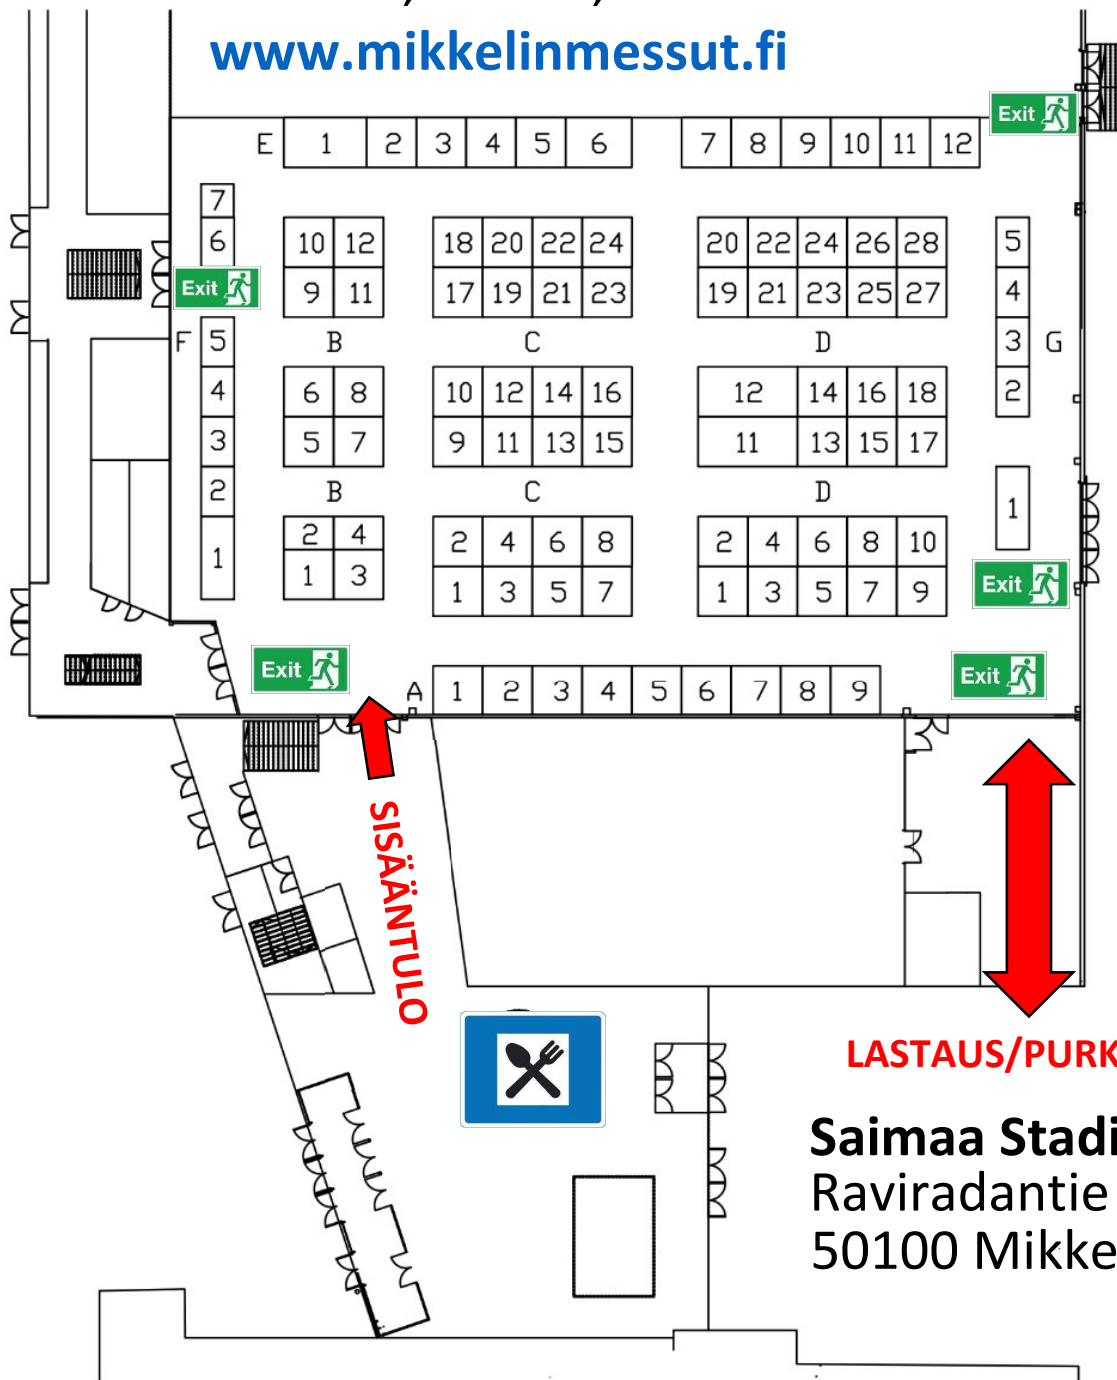 www.mikkelinmessut.fi
Exit
E 1 2 3 4 5 6 7 8 9 10 11 12
7
6 10 12 18 20 22 24 20 22 24 26 28 5
Exit 9 11 17 19 21 23 19 21 23 25 27 4
F 5 B C D 3 G
4 6 8 10 12 14 16 12 14 16 18 2
3 5 7 9 11 13 15 11 13 15 17
2 B C D 1
2 4 2 4 6 8 2 4 6 8 10
1 1 3 1 3 5 7 1 3 5 7 9
Exit
Exit Exit
A 1 2 3 4 5 6 7 8 9
SISÄÄNTULO
LASTAUS/PURK
Saimaa Stadi
Raviradantie
50100 Mikke